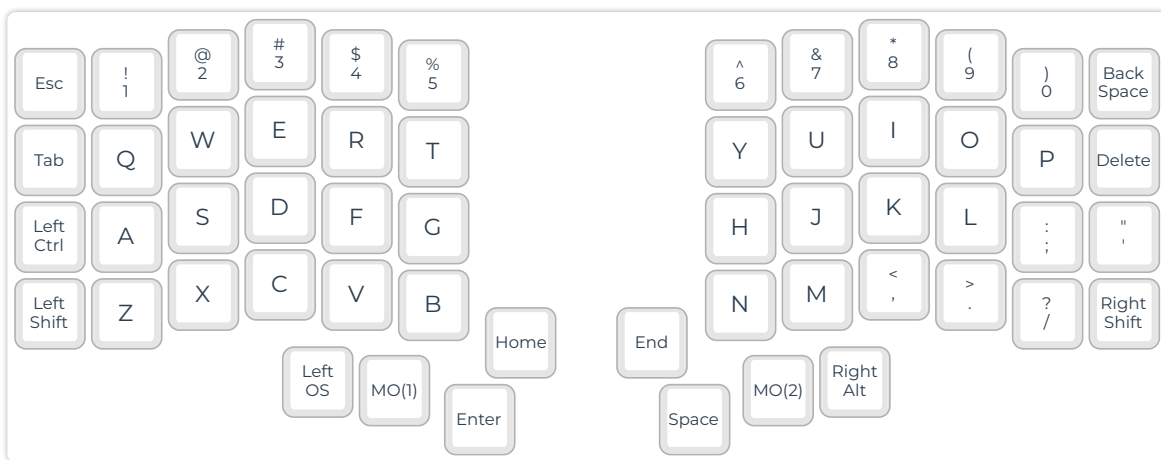 Esc
!
1
@
2
#
3
$
4
%
5
^
6
&
7
*
8
(
9
)
0
Back
Space
Tab
Q
W
E
R
T
Y
U
I
O
P
Delete
Left
Ctrl
A
S
D
F
G
H
J
K
L
:
;
"
'
Left
Shift
Z
X
C
V
B
N
M
<
,
>
.
?
/
Right
Shift
Home
End
Left
OS
MO(1)
Enter
Space
MO(2)
Right
Alt